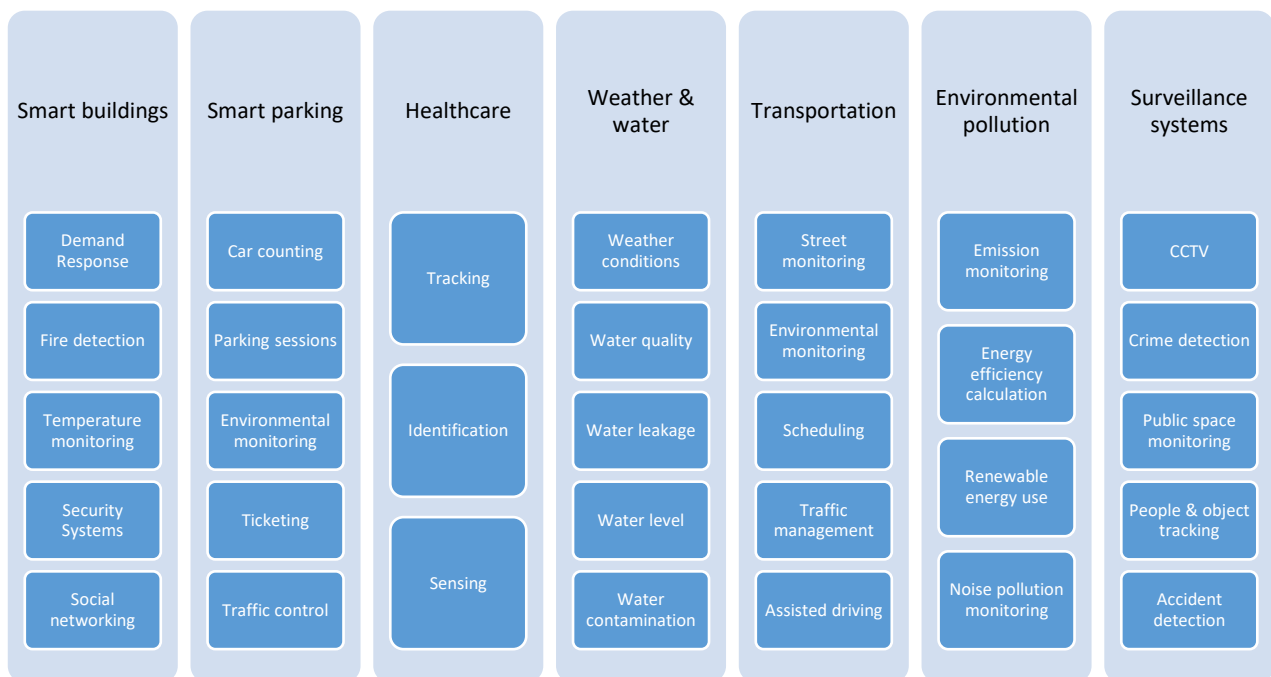 Smart buildings
Demand
Response
Fire detection
Temperature
monitoring
Security
Systems
Social
networking
Smart parking
Car counting
Parking sessions
Environmental
monitoring
Ticketing
Traffic control
Healthcare
Tracking
Identification
Sensing
Weather &
water
Weather
conditions
Water quality
Water leakage
Water level
Water
contamination
Transportation
Street
monitoring
Environmental
monitoring
Scheduling
Traffic
management
Assisted driving
Environmental
pollution
Emission
monitoring
Energy
efficiency
calculation
Renewable
energy use
Noise pollution
monitoring
Surveillance
systems
CCTV
Crime detection
Public space
monitoring
People & object
tracking
Accident
detection